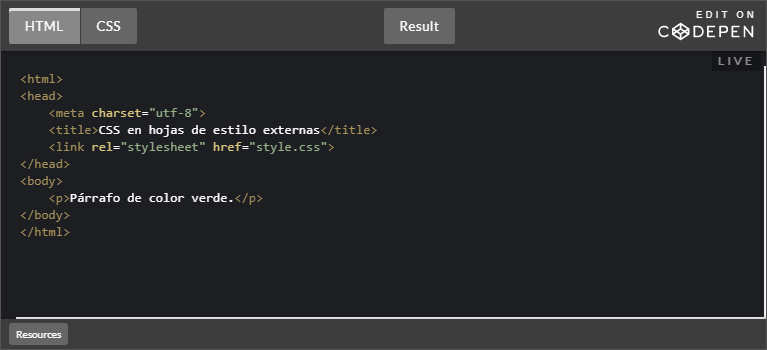 HTML CSS Result EDIT ON
CODEPEN
LIVE
<html>
<head>
    <meta charset="utf-8">
    <title>CSS en hojas de estilo externas</title>
    <link rel="stylesheet" href="style.css">
</head>
<body>
    <p>Párrafo de color verde.</p>
</body>
</html>
Resources